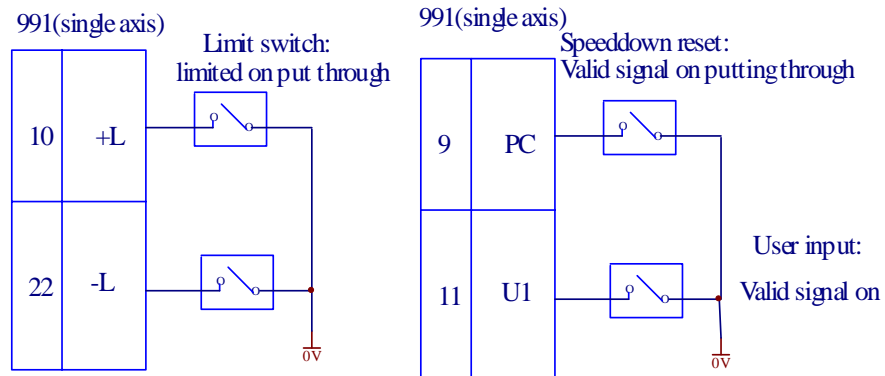 991(single axis)
Limit switch:
limited on put through
10 +L
22 -L
0V
991(single axis)
Speeddown reset:
Valid signal on putting through
9 PC
11 U1
User input:
Valid signal on
0V